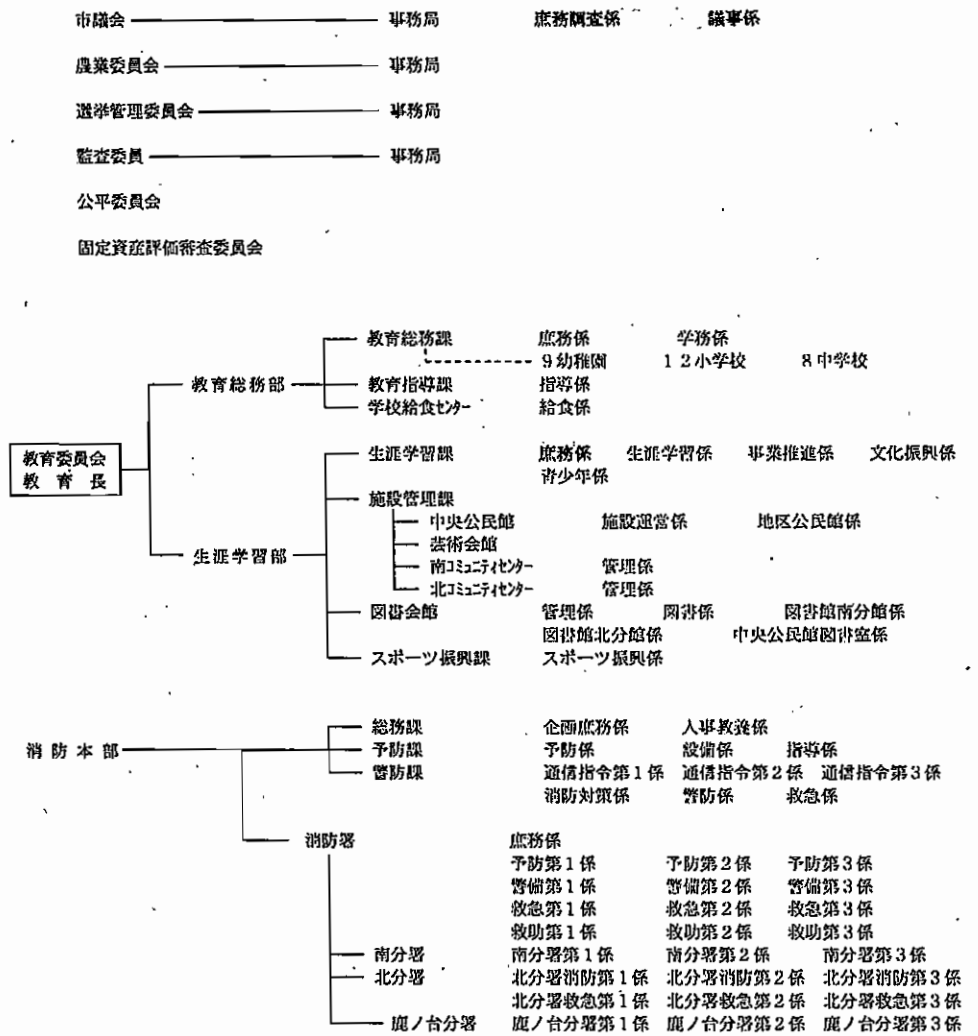 市議会 事務局 庶務調査係 議事係
農業委員会 事務局
選挙管理委員会 事務局
監査委員 事務局
公平委員会
固定資産評価審査委員会
教育総務課 庶務係 学務係
9幼稚園 12小学校 8中学校
教育総務部 教育指導課 指導係
学校給食センター 給食係
教育委員会
教育長
生涯学習課 庶務係 生涯学習係 事業推進係 文化振興係
青少年係
施設管理課
中央公民館 施設運営係 地区公民館係
芸術会館
生涯学習部 南コミュニティセンター 管理係
北コミュニティセンター 管理係
図書会館 管理係 図書係 図書館南分館係
図書館北分館係 中央公民館図書室係
スポーツ振興課 スポーツ振興係
総務課 企画庶務係 人事教養係
消防本部 予防課 予防係 設備係 指導係
警防課 通信指令第1係 通信指令第2係 通信指令第3係
消防対策係 警防係 救急係
消防署 庶務係
予防第1係 予防第2係 予防第3係
警備第1係 警備第2係 警備第3係
救急第1係 救急第2係 救急第3係
救助第1係 救助第2係 救助第3係
南分署 南分署第1係 南分署第2係 南分署第3係
北分署 北分署消防第1係 北分署消防第2係 北分署消防第3係
北分署救急第1係 北分署救急第2係 北分署救急第3係
鹿ノ台分署 鹿ノ台分署第1係 鹿ノ台分署第2係 鹿ノ台分署第3係